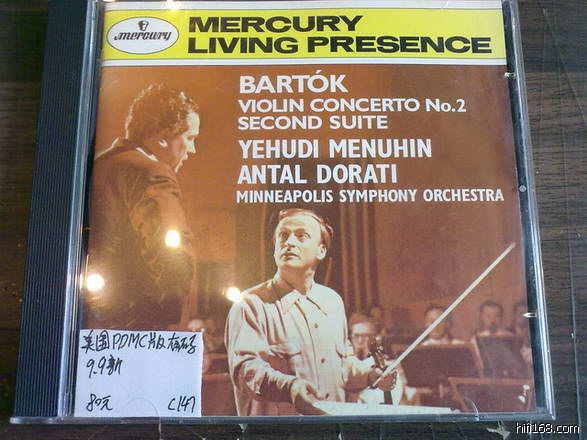 mercury
MERCURY
LIVING PRESENCE
BARTÓK
VIOLIN CONCERTO No.2
SECOND SUITE
YEHUDI MENUHIN
ANTAL DORATI
MINNEAPOLIS SYMPHONY ORCHESTRA
美国PDMC版
9.9新
80元 C147
hifi168.com